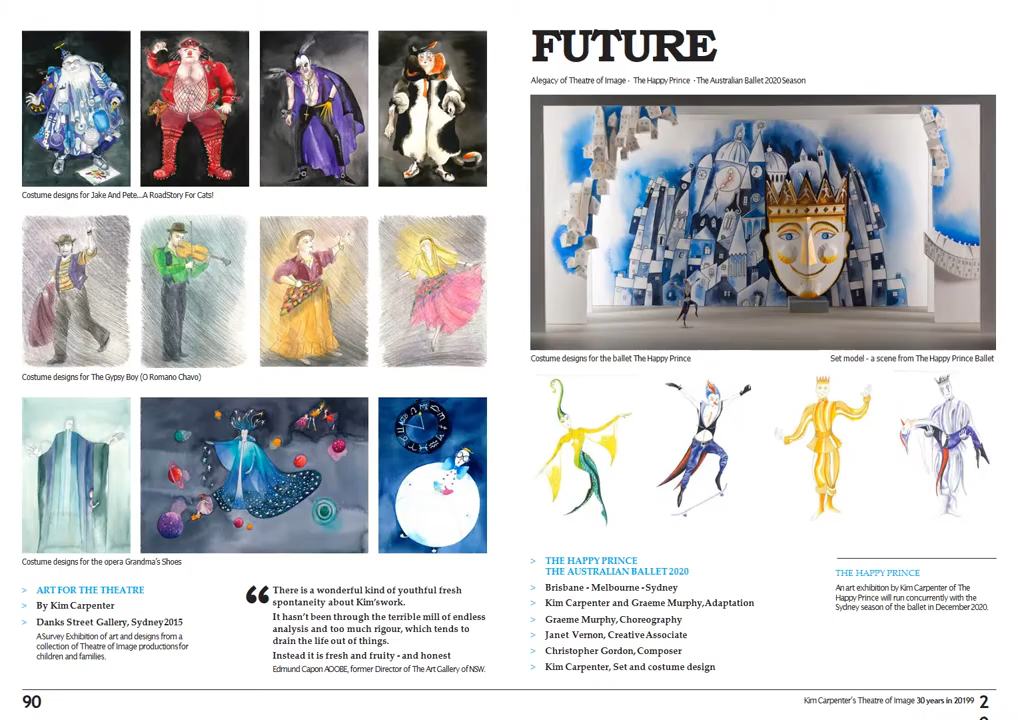 Costume designs for Jake And Pete...A RoadStory For Cats!
Costume designs for The Gypsy Boy (O Romano Chavo)
Costume designs for the opera Grandma's Shoes
> ART FOR THE THEATRE
> By Kim Carpenter
> Danks Street Gallery, Sydney 2015
A Survey Exhibition of art and designs from a
collection of Theatre of Image productions for
children and families.
“ There is a wonderful kind of youthful fresh
spontaneity about Kim'swork.
It hasn't been through the terrible mill of endless
analysis and too much rigour, which tends to
drain the life out of things.
Instead it is fresh and fruity - and honest
Edmund Capon AO OBE, former Director of The Art Gallery of NSW.
90
FUTURE
Alegacy of Theatre of Image - The Happy Prince - The Australian Ballet 2020 Season
Costume designs for the ballet The Happy Prince
Set model - a scene from The Happy Prince Ballet
> THE HAPPY PRINCE
THE AUSTRALIAN BALLET 2020
> Brisbane - Melbourne - Sydney
> Kim Carpenter and Graeme Murphy, Adaptation
> Graeme Murphy, Choreography
> Janet Vernon, Creative Associate
> Christopher Gordon, Composer
> Kim Carpenter, Set and costume design
THE HAPPY PRINCE
An art exhibition by Kim Carpenter of The
Happy Prince will run concurrently with the
Sydney season of the ballet in December 2020.
Kim Carpenter's Theatre of Image 30 years in 20199 2